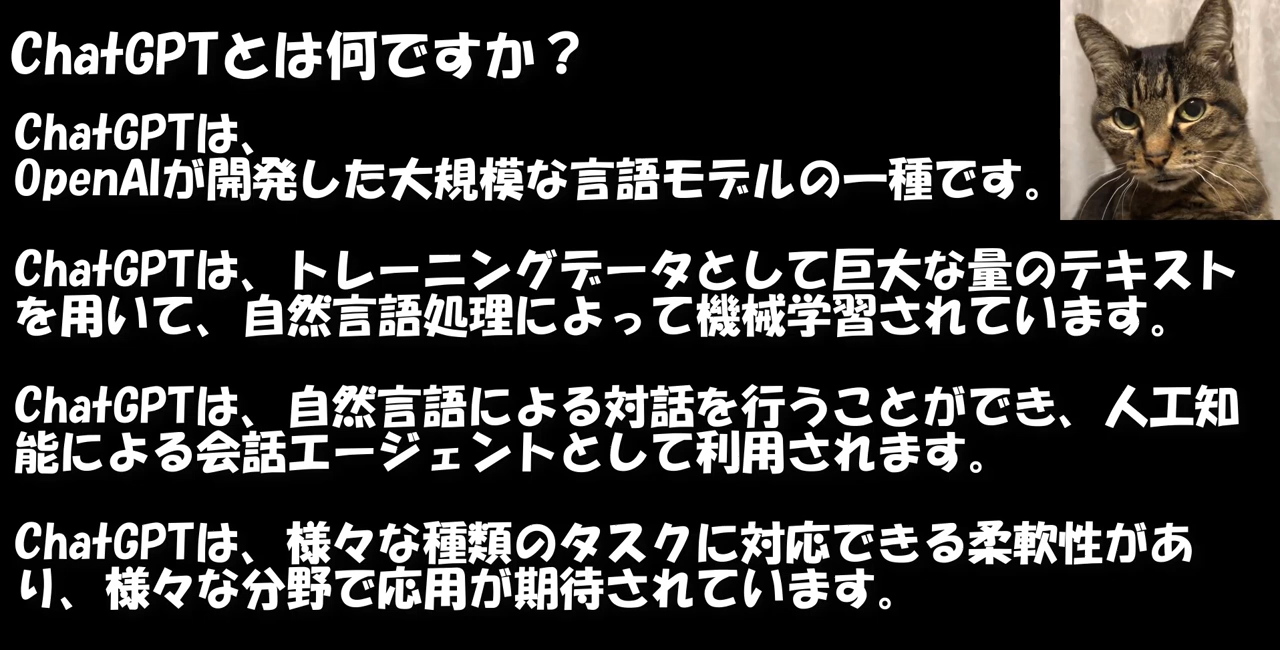 ChatGPTとは何ですか？
ChatGPTは、
OpenAIが開発した大規模な言語モデルの一種です。
ChatGPTは、トレーニングデータとして巨大な量のテキスト
を用いて、自然言語処理によって機械学習されています。
ChatGPTは、自然言語による対話を行うことができ、人工知
能による会話エージェントとして利用されます。
ChatGPTは、様々な種類のタスクに対応できる柔軟性があ
り、様々な分野で応用が期待されています。